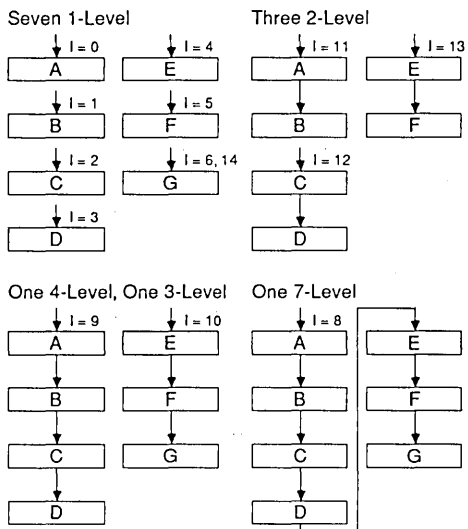 Seven 1-Level
I = 0
A
I = 1
B
I = 2
C
I = 3
D
I = 4
E
I = 5
F
I = 6, 14
G
Three 2-Level
I = 11
A
B
I = 12
C
D
I = 13
E
F
One 4-Level, One 3-Level
I = 9
A
B
C
D
I = 10
E
F
G
One 7-Level
I = 8
A
B
C
D
E
F
G